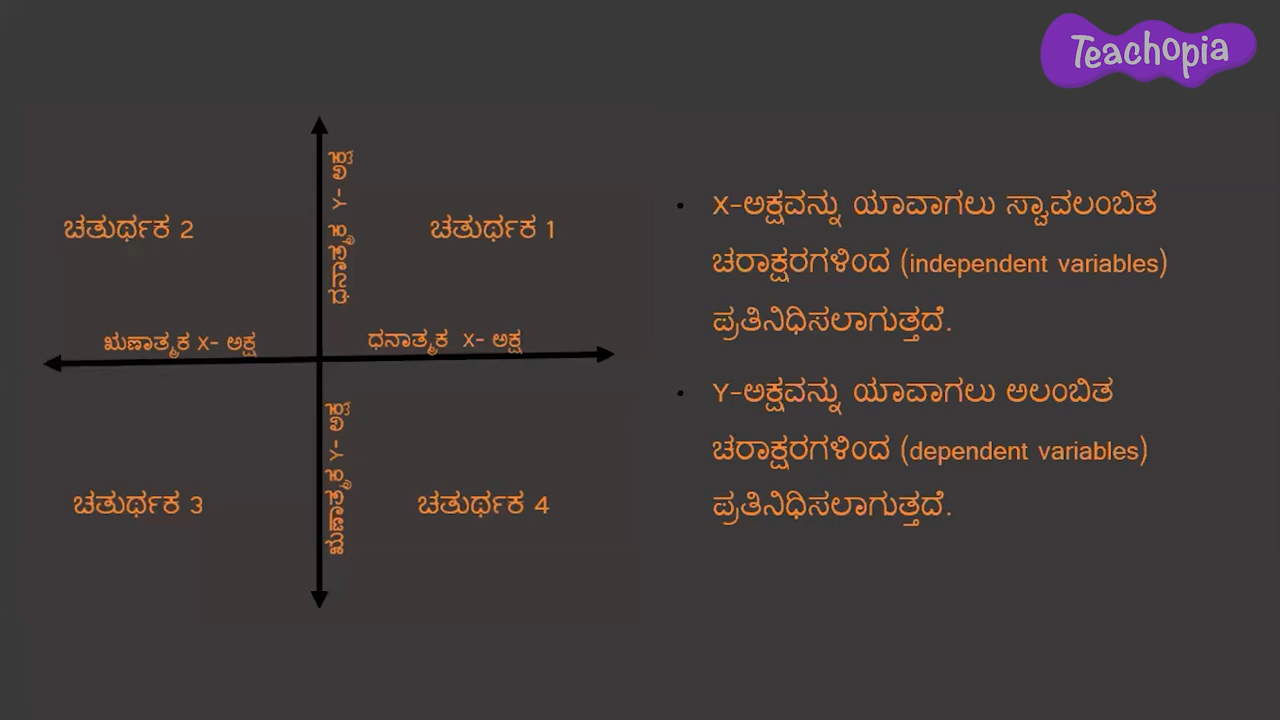 Teachopia
ಚತುರ್ಥಕ 2
ಧನಾತ್ಮಕ Y- ಅಕ್ಷ
ಚತುರ್ಥಕ 1
ಋಣಾತ್ಮಕ X- ಅಕ್ಷ
ಧನಾತ್ಮಕ X- ಅಕ್ಷ
ಚತುರ್ಥಕ 3
ಋಣಾತ್ಮಕ Y- ಅಕ್ಷ
ಚತುರ್ಥಕ 4
• X-ಅಕ್ಷವನ್ನು ಯಾವಾಗಲು ಸ್ವಾವಲಂಬಿತ
ಚರಾಕ್ಷರಗಳಿಂದ (independent variables)
ಪ್ರತಿನಿಧಿಸಲಾಗುತ್ತದೆ.
• Y-ಅಕ್ಷವನ್ನು ಯಾವಾಗಲು ಅಲಂಬಿತ
ಚರಾಕ್ಷರಗಳಿಂದ (dependent variables)
ಪ್ರತಿನಿಧಿಸಲಾಗುತ್ತದೆ.